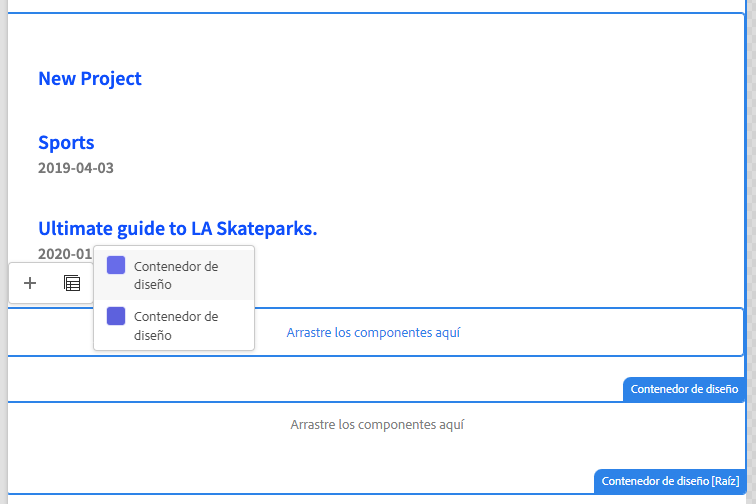 New Project
Sports
2019-04-03
Ultimate guide to LA Skateparks.
2020-01
Contenedor de
diseño
Contenedor de
diseño
Arrastre los componentes aquí
Contenedor de diseño
Arrastre los componentes aquí
Contenedor de diseño [Raíz]